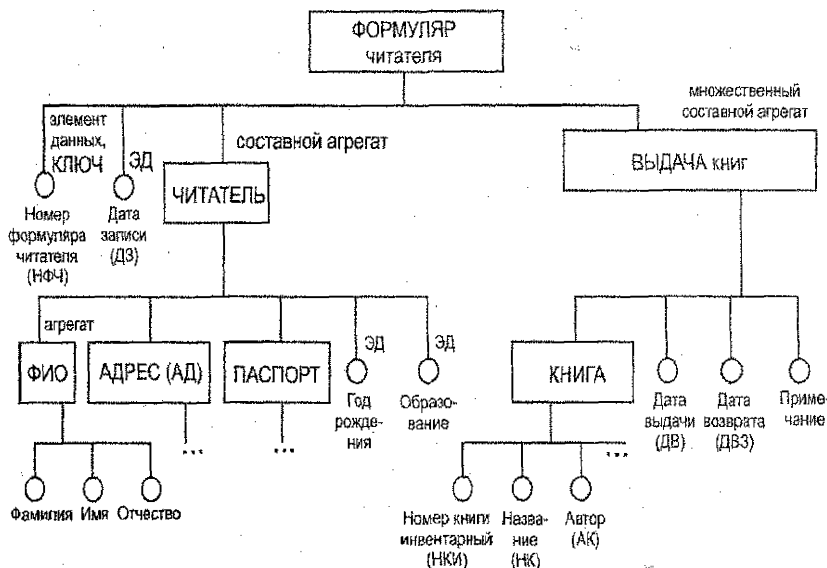 ФОРМУЛЯР
читателя
множественный
составной агрегат
элемент
данных,
КЛЮЧ
ЭД
составной агрегат
ЧИТАТЕЛЬ
ВЫДАЧА книг
Номер
формуляра
читателя
(НФЧ)
Дата
записи
(ДЗ)
агрегат
ЭД
ЭД
ФИО
АДРЕС (АД)
ПАСПОРТ
Год
рожде-
ния
Образо-
вание
КНИГА
Дата
выдачи
(ДВ)
Дата
возврата
(ДВЗ)
Приме-
чание
...
...
...
Фамилия
Имя
Отчество
Номер книги
инвентарный
(НКИ)
Назва-
ние
(НК)
Автор
(АК)